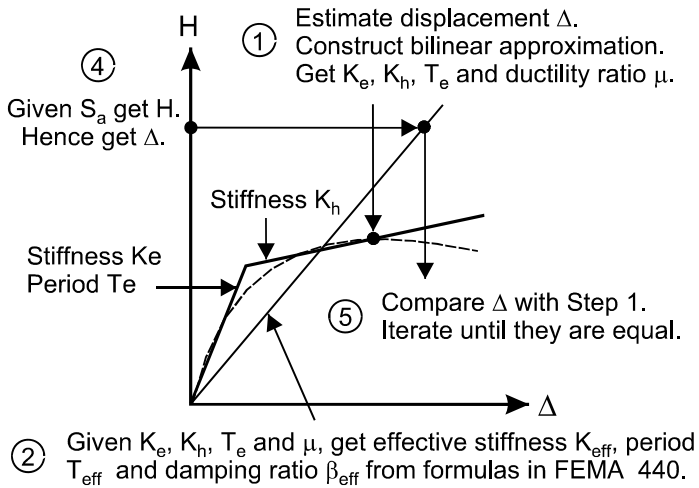 H
① Estimate displacement Δ.
Construct bilinear approximation.
Get Kₑ, Kₕ, Tₑ and ductility ratio μ.
④
Given Sₐ get H.
Hence get Δ.
Stiffness Kₕ
Stiffness Ke
Period Te
⑤ Compare Δ with Step 1.
Iterate until they are equal.
Δ
② Given Kₑ, Kₕ, Tₑ and μ, get effective stiffness K_eff, period
T_eff and damping ratio β_eff from formulas in FEMA 440.